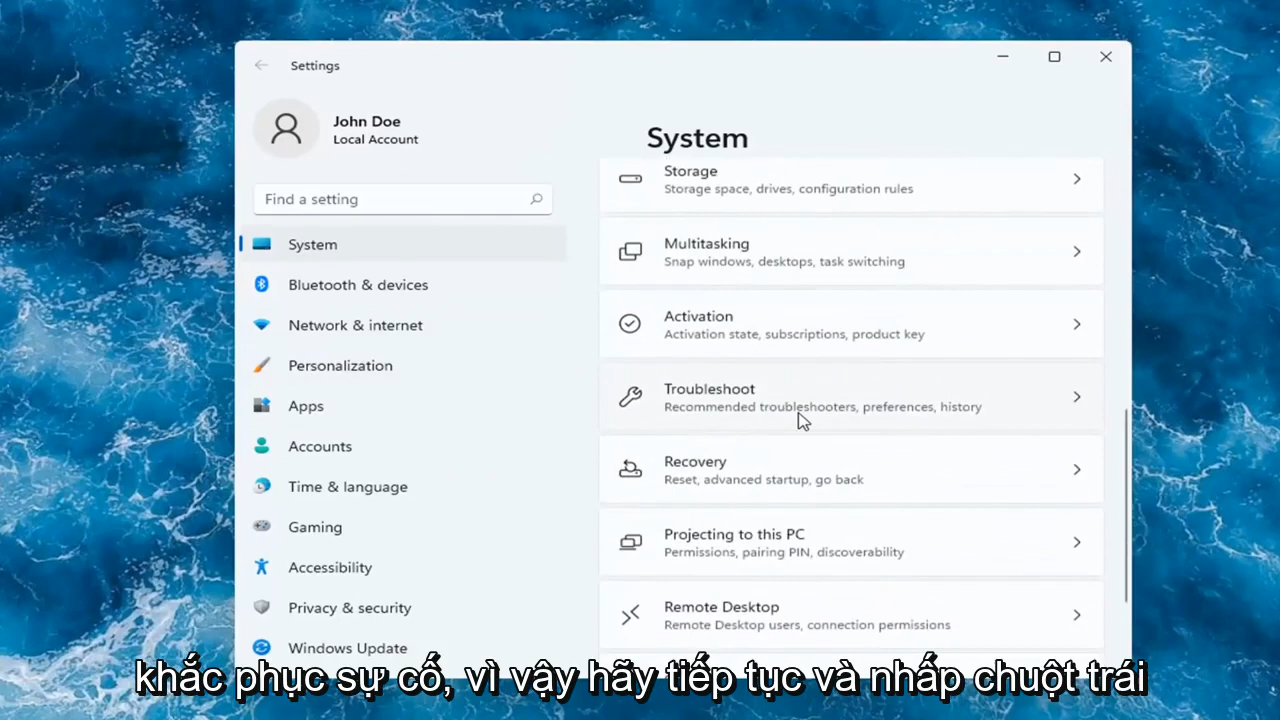 Settings
John Doe
Local Account
Find a setting
System
Bluetooth & devices
Network & internet
Personalization
Apps
Accounts
Time & language
Gaming
Accessibility
Privacy & security
Windows Update
System
Storage
Storage space, drives, configuration rules
Multitasking
Snap windows, desktops, task switching
Activation
Activation state, subscriptions, product key
Troubleshoot
Recommended troubleshooters, preferences, history
Recovery
Reset, advanced startup, go back
Projecting to this PC
Permissions, pairing PIN, discoverability
Remote Desktop
Remote Desktop users, connection permissions
khắc phục sự cố, vì vậy hãy tiếp tục và nhấp chuột trái